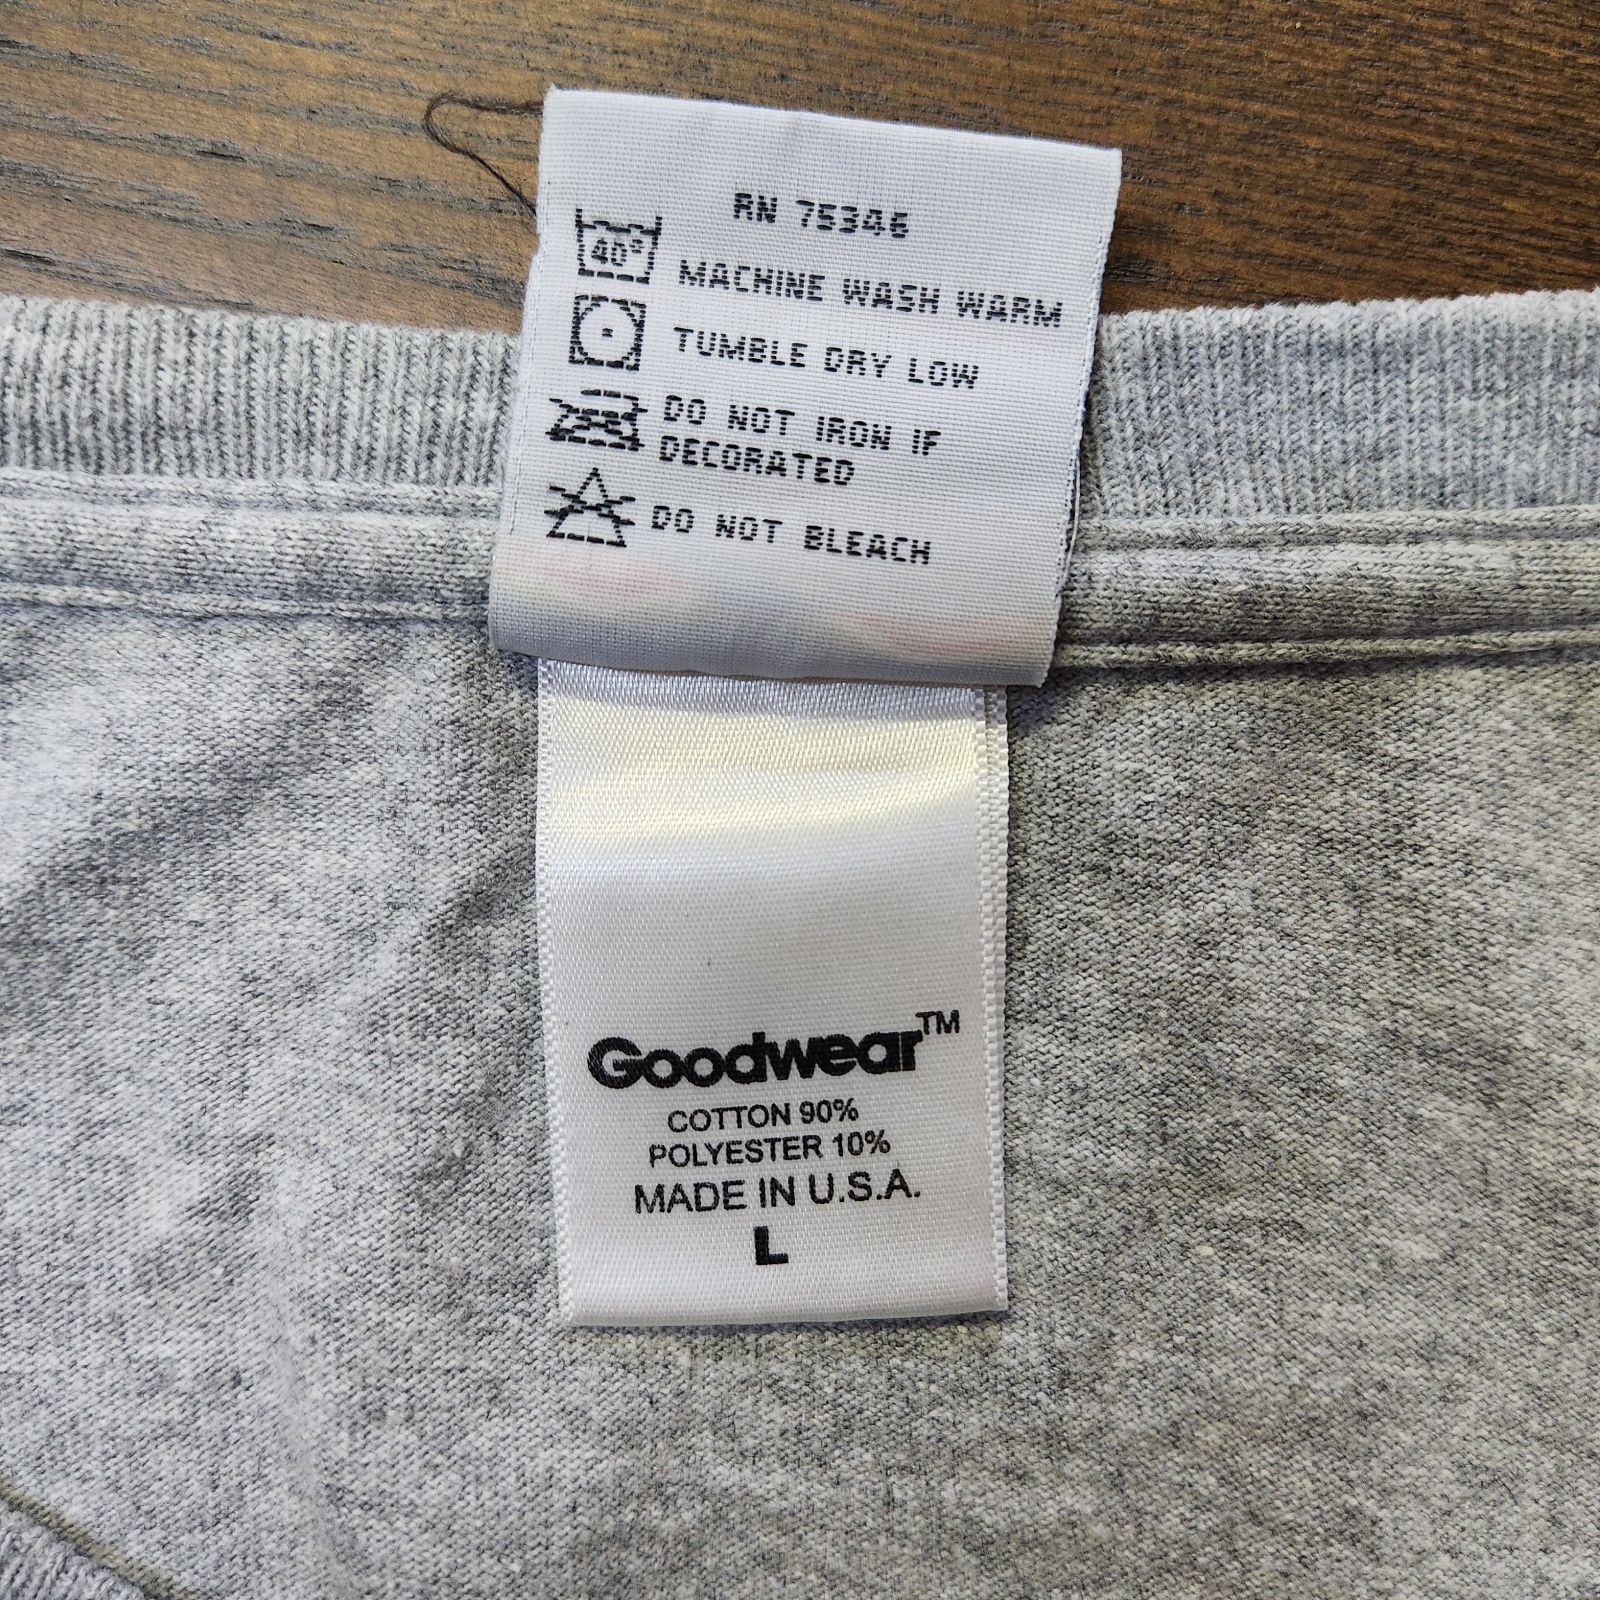 RN 75346
40°
MACHINE WASH WARM
TUMBLE DRY LOW
DO NOT IRON IF
DECORATED
DO NOT BLEACH
Goodwear™
COTTON 90%
POLYESTER 10%
MADE IN U.S.A.
L